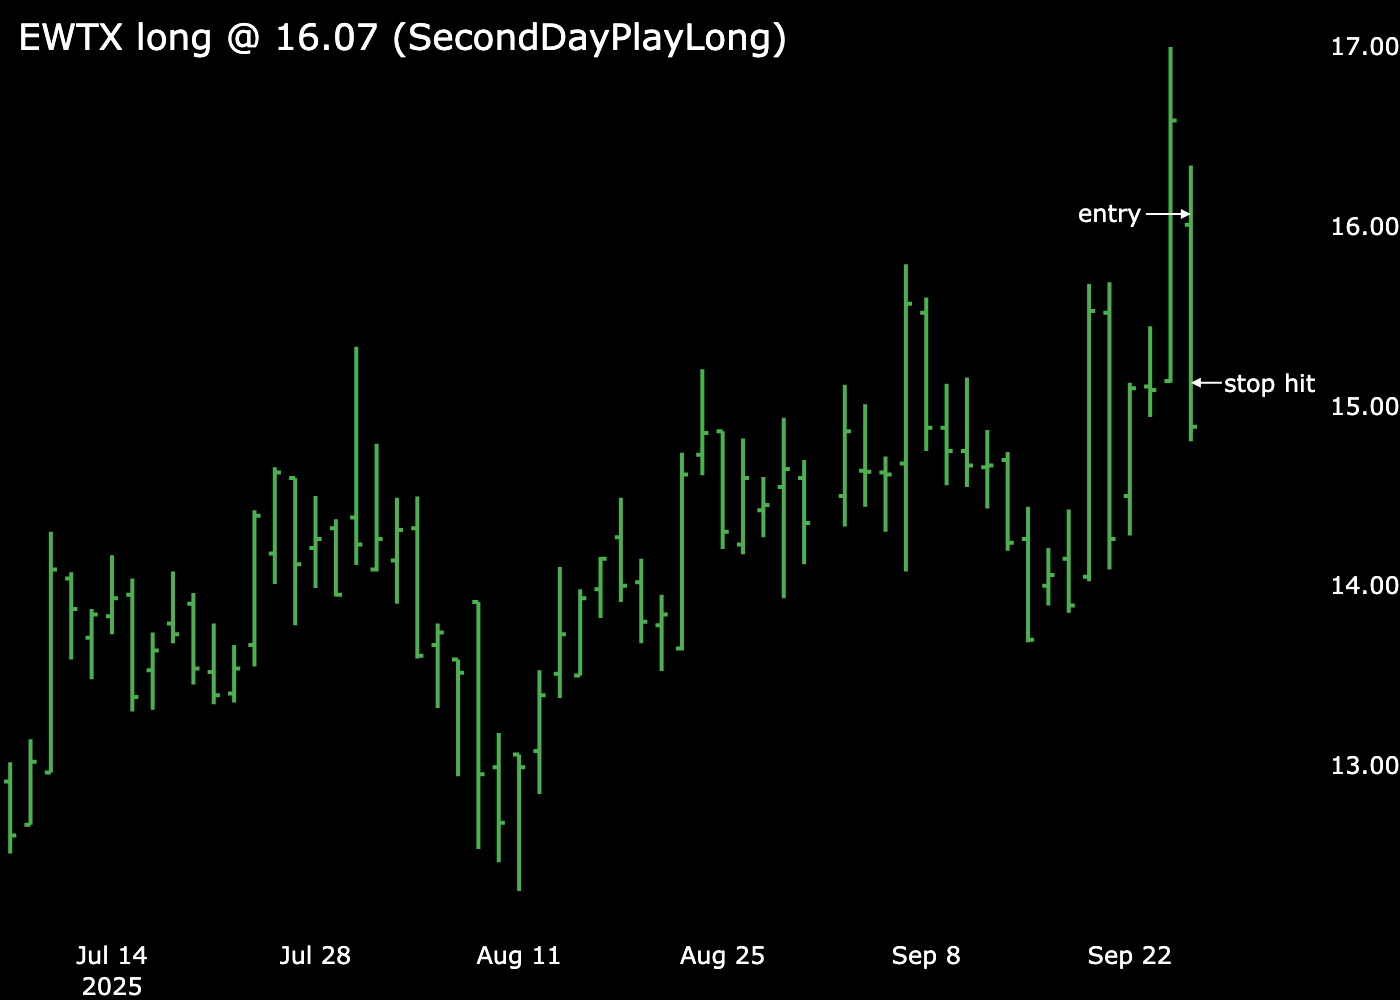 EWTX long @ 16.07 (SecondDayPlayLong)
17.00
entry
16.00
stop hit
15.00
14.00
13.00
Jul 14
2025
Jul 28
Aug 11
Aug 25
Sep 8
Sep 22